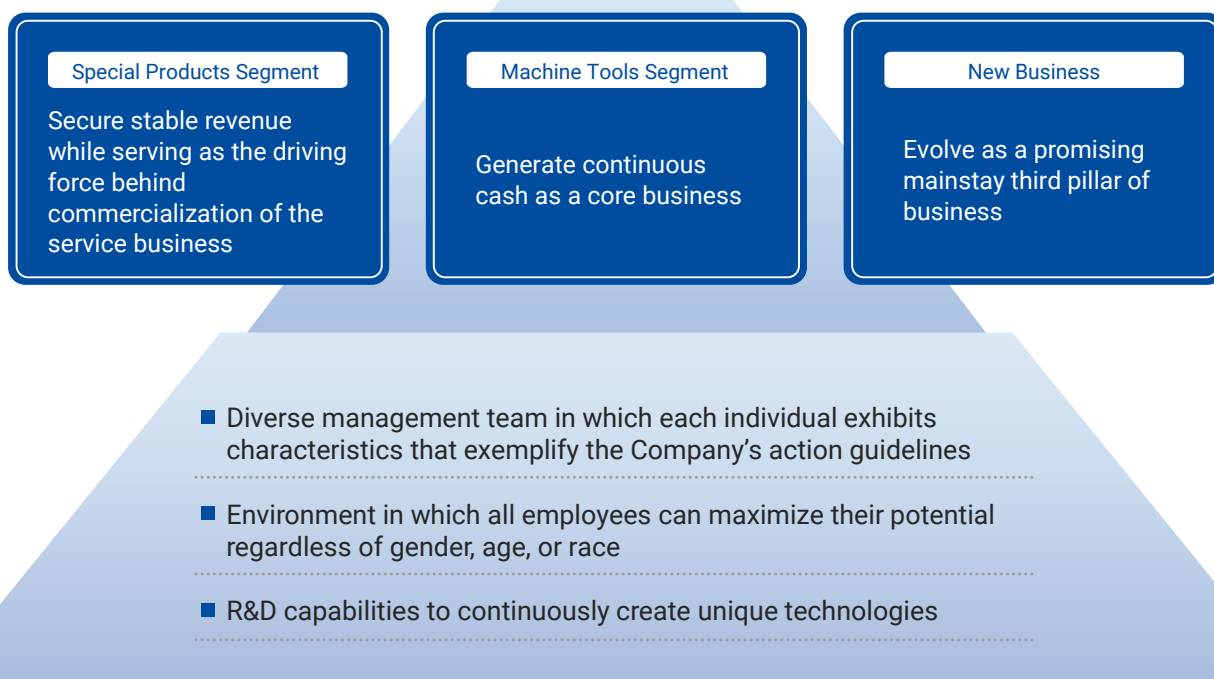 Special Products Segment
Secure stable revenue
while serving as the driving
force behind
commercialization of the
service business
Machine Tools Segment
Generate continuous
cash as a core business
New Business
Evolve as a promising
mainstay third pillar of
business
Diverse management team in which each individual exhibits
characteristics that exemplify the Company’s action guidelines
Environment in which all employees can maximize their potential
regardless of gender, age, or race
R&D capabilities to continuously create unique technologies